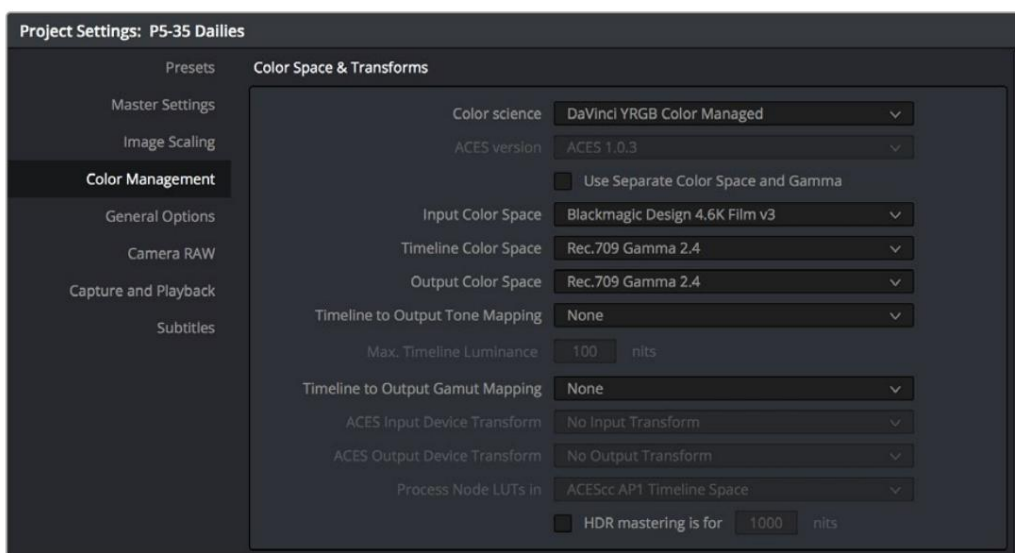 Project Settings: P5-35 Dailies
Presets
Master Settings
Image Scaling
Color Management
General Options
Camera RAW
Capture and Playback
Subtitles
Color Space & Transforms
Color science DaVinci YRGB Color Managed
ACES version ACES 1.0.3
Use Separate Color Space and Gamma
Input Color Space Blackmagic Design 4.6K Film v3
Timeline Color Space Rec.709 Gamma 2.4
Output Color Space Rec.709 Gamma 2.4
Timeline to Output Tone Mapping None
Max. Timeline Luminance 100 nits
Timeline to Output Gamut Mapping None
ACES Input Device Transform No Input Transform
ACES Output Device Transform No Output Transform
Process Node LUTs in ACEScc AP1 Timeline Space
HDR mastering is for 1000 nits